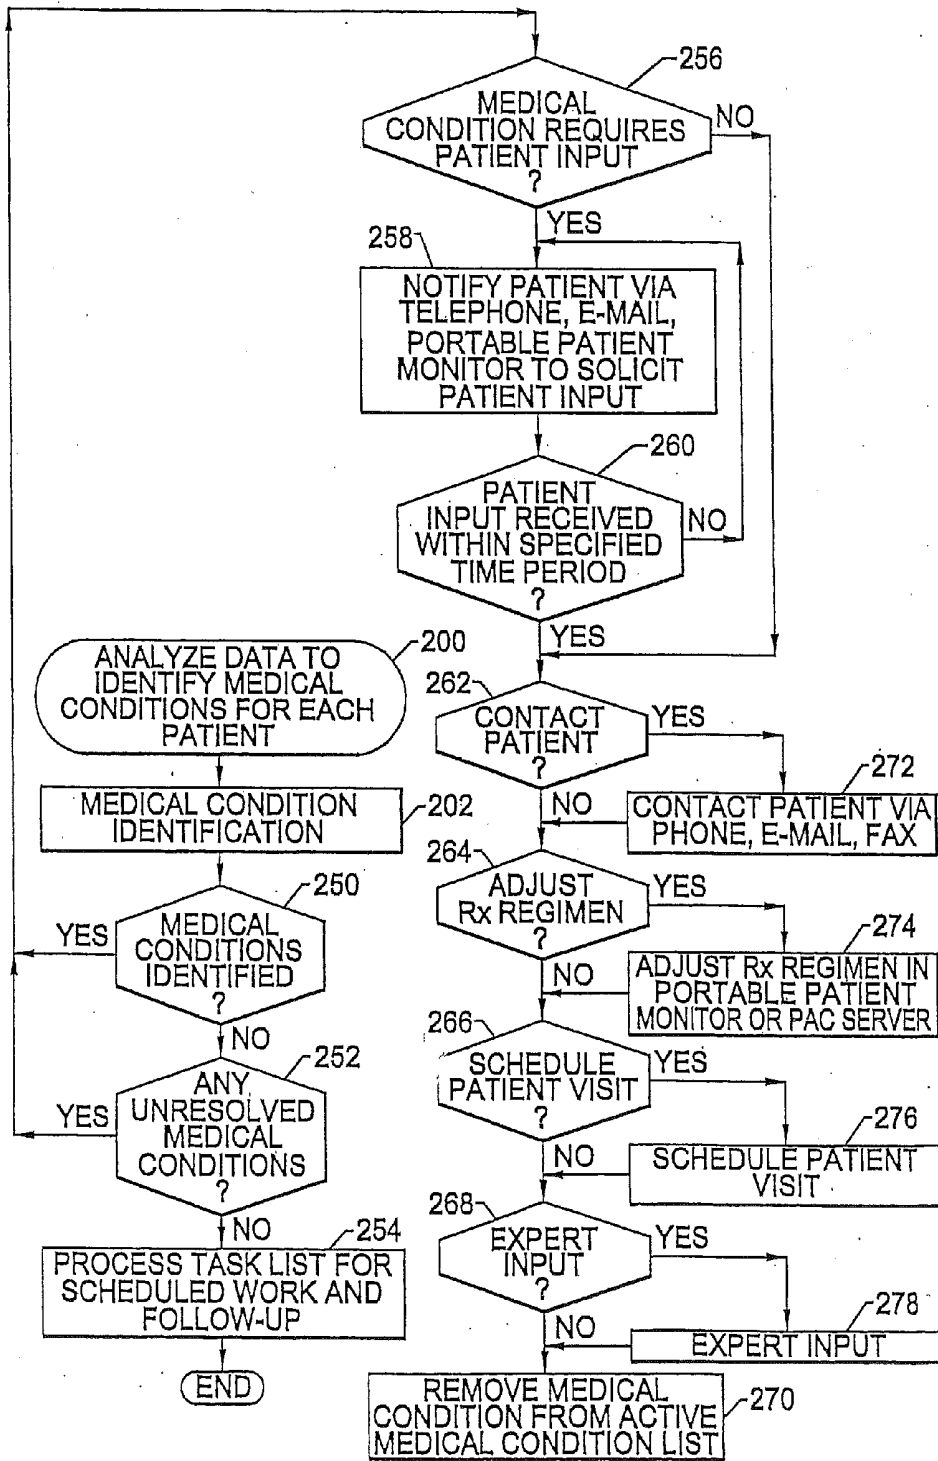 256
MEDICAL
CONDITION REQUIRES
PATIENT INPUT
?
NO
YES
258
NOTIFY PATIENT VIA
TELEPHONE, E-MAIL,
PORTABLE PATIENT
MONITOR TO SOLICIT
PATIENT INPUT
260
PATIENT
INPUT RECEIVED
WITHIN SPECIFIED
TIME PERIOD
?
NO
YES
200
ANALYZE DATA TO
IDENTIFY MEDICAL
CONDITIONS FOR EACH
PATIENT
202
MEDICAL CONDITION
IDENTIFICATION
250
MEDICAL
CONDITIONS
IDENTIFIED
?
YES
NO
252
ANY
UNRESOLVED
MEDICAL
CONDITIONS
?
YES
NO
254
PROCESS TASK LIST FOR
SCHEDULED WORK AND
FOLLOW-UP
END
262
CONTACT
PATIENT
?
YES
NO
272
CONTACT PATIENT VIA
PHONE, E-MAIL, FAX
264
ADJUST
Rx REGIMEN
?
YES
NO
274
ADJUST Rx REGIMEN IN
PORTABLE PATIENT
MONITOR OR PAC SERVER
266
SCHEDULE
PATIENT VISIT
?
YES
NO
276
SCHEDULE PATIENT
VISIT
268
EXPERT
INPUT
?
YES
NO
278
EXPERT INPUT
REMOVE MEDICAL
CONDITION FROM ACTIVE
MEDICAL CONDITION LIST
270